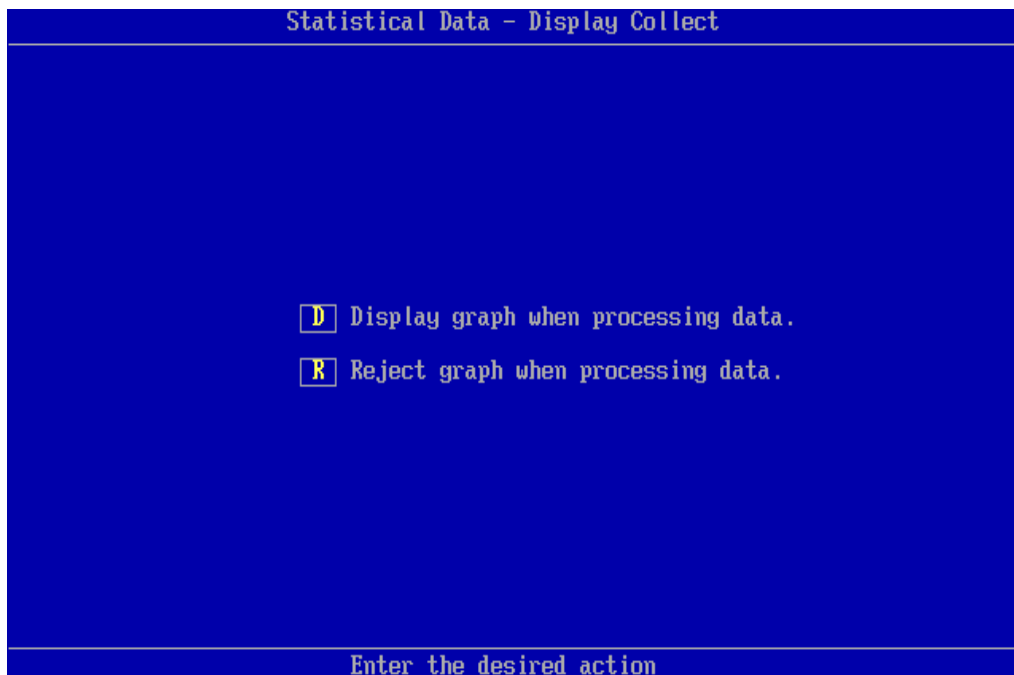 Statistical Data - Display Collect
D Display graph when processing data.
R Reject graph when processing data.
Enter the desired action